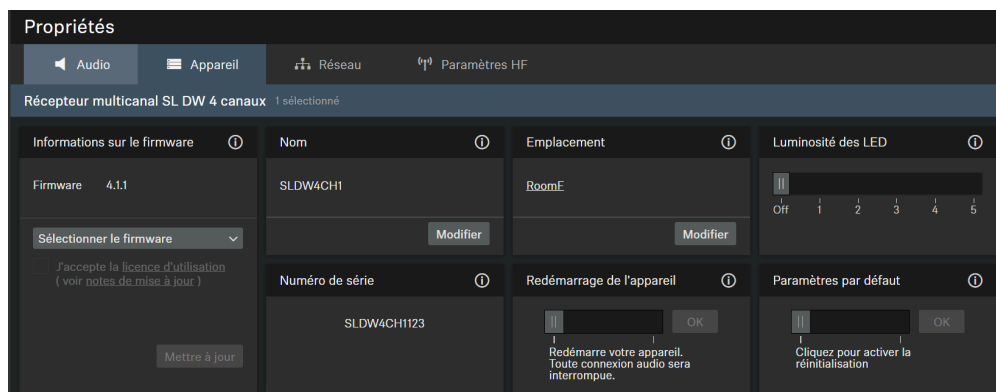 Propriétés
Audio
Appareil
Réseau
Paramètres HF
Récepteur multicanal SL DW 4 canaux 1 sélectionné
Informations sur le firmware
Firmware 4.1.1
Sélectionner le firmware
J'accepte la licence d'utilisation
( voir notes de mise à jour )
Mettre à jour
Nom
SLDW4CH1
Modifier
Emplacement
RoomF
Modifier
Luminosité des LED
Off 1 2 3 4 5
Numéro de série
SLDW4CH1123
Redémarrage de l'appareil
OK
Redémarre votre appareil.
Toute connexion audio sera
interrompue.
Paramètres par défaut
OK
Cliquez pour activer la
réinitialisation